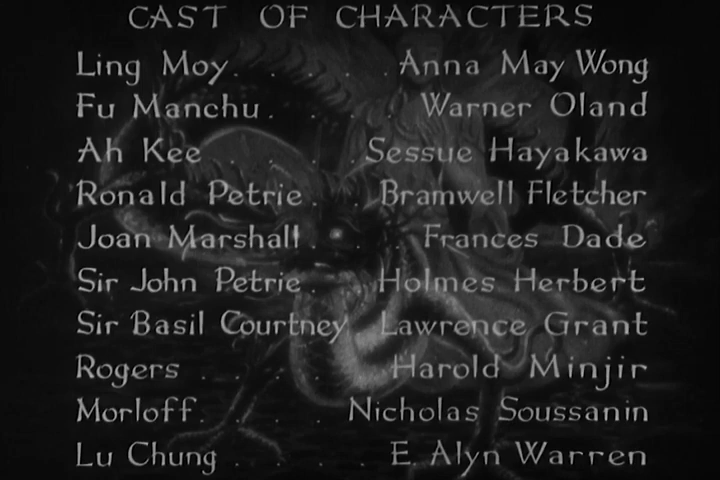 CAST OF CHARACTERS
Ling Moy. . . . . . Anna May Wong
Fu Manchu. . . . . Warner Oland
Ah Kee . . . . . Sessue Hayakawa
Ronald Petrie. . . Bramwell Fletcher
Joan Marshall . . . . Frances Dade
Sir John Petrie. . . Holmes Herbert
Sir Basil Courtney Lawrence Grant
Rogers . . . . . Harold Minjir
Morloff. . . . . Nicholas Soussanin
Lu Chung . . . . . E. Alyn Warren